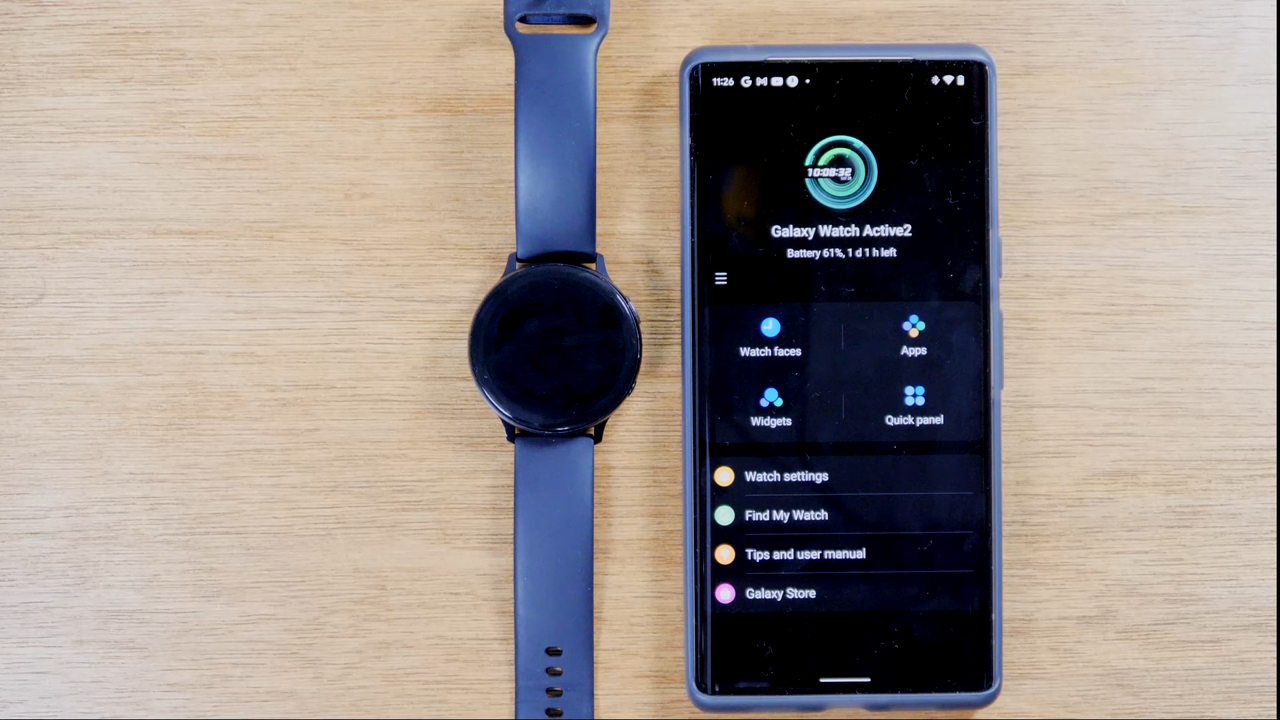 11:26
10:08:32
Galaxy Watch Active2
Battery 61%, 1 d 1 h left
Watch faces
Apps
Widgets
Quick panel
Watch settings
Find My Watch
Tips and user manual
Galaxy Store